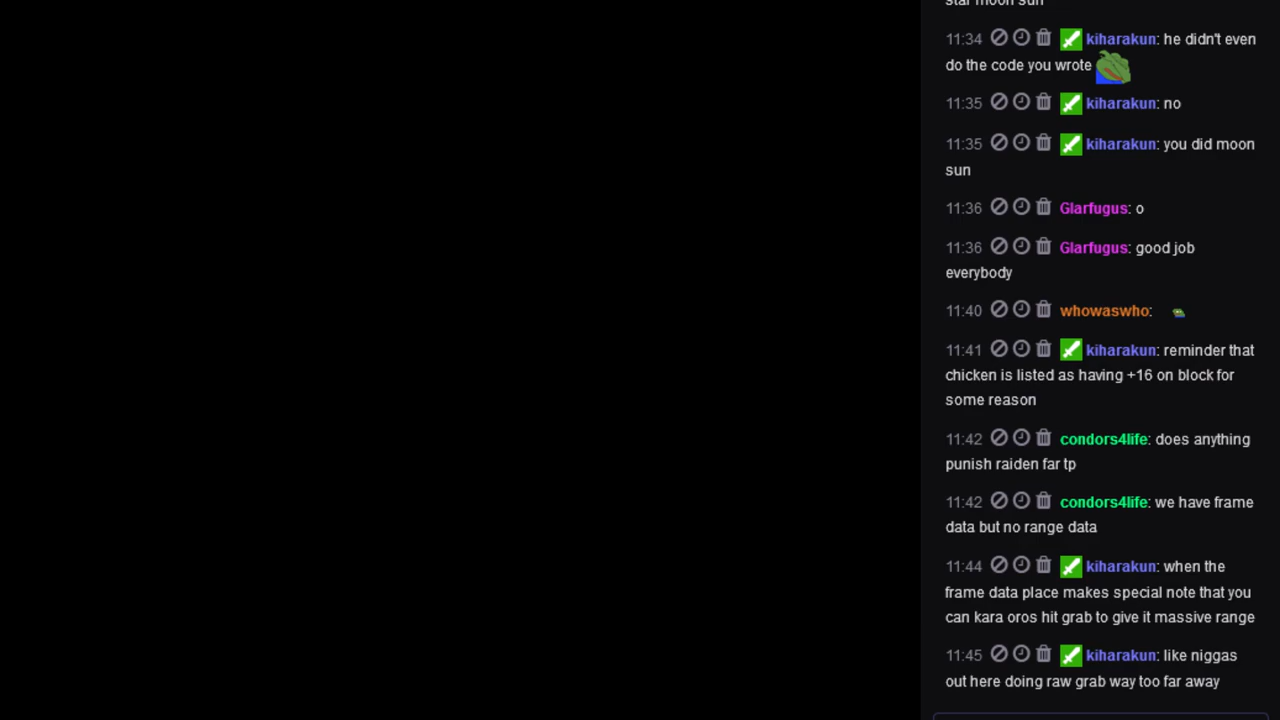 star moon sun
11:34 kiharakun: he didn't even
do the code you wrote
11:35 kiharakun: no
11:35 kiharakun: you did moon
sun
11:36 Glarfugus: o
11:36 Glarfugus: good job
everybody
11:40 whowaswho:
11:41 kiharakun: reminder that
chicken is listed as having +16 on block for
some reason
11:42 condors4life: does anything
punish raiden far tp
11:42 condors4life: we have frame
data but no range data
11:44 kiharakun: when the
frame data place makes special note that you
can kara oros hit grab to give it massive range
11:45 kiharakun: like niggas
out here doing raw grab way too far away